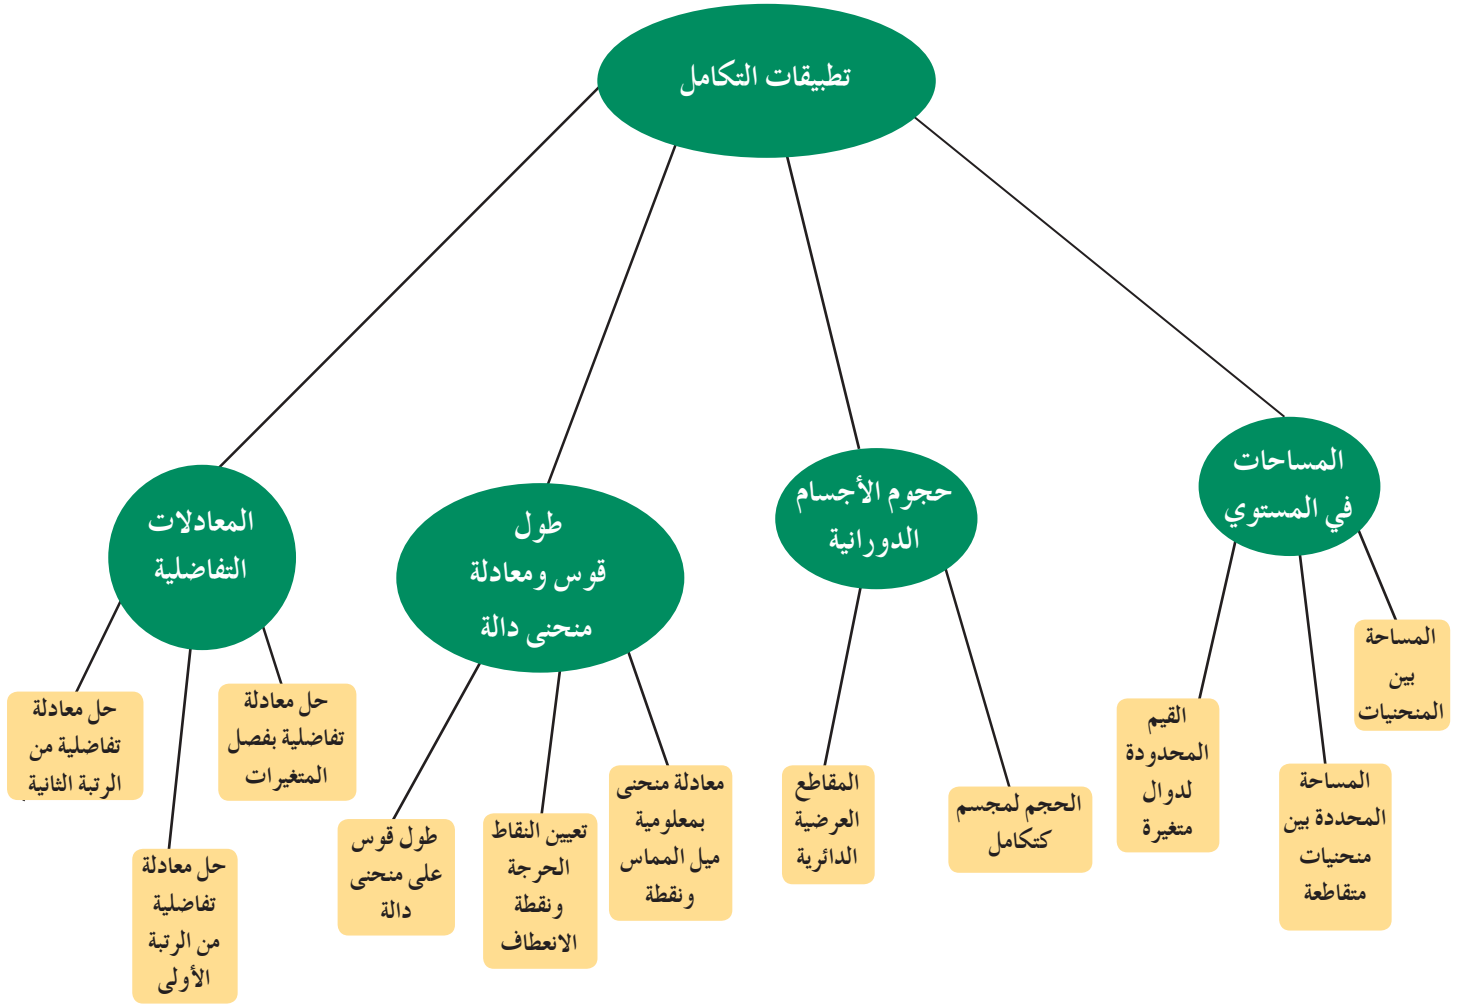 تطبيقات التكامل
المساحات
في المستوي
حجوم الأجسام
الدورانية
طول
قوس ومعادلة
منحنى دالة
المعادلات
التفاضلية
المساحة
بين
المنحنيات
المساحة
المحددة بين
منحنيات
متقاطعة
القيم
المحدودة
لدوال
متغيرة
الحجم لمجسم
كتكامل
المقاطع
العرضية
الدائرية
معادلة منحنى
بمعلومية
ميل المماس
ونقطة
تعيين النقاط
الحرجة
ونقطة
الانعطاف
طول قوس
على منحنى
دالة
حل معادلة
تفاضلية بفصل
المتغيرات
حل معادلة
تفاضلية
من الرتبة
الأولى
حل معادلة
تفاضلية من
الرتبة الثانية